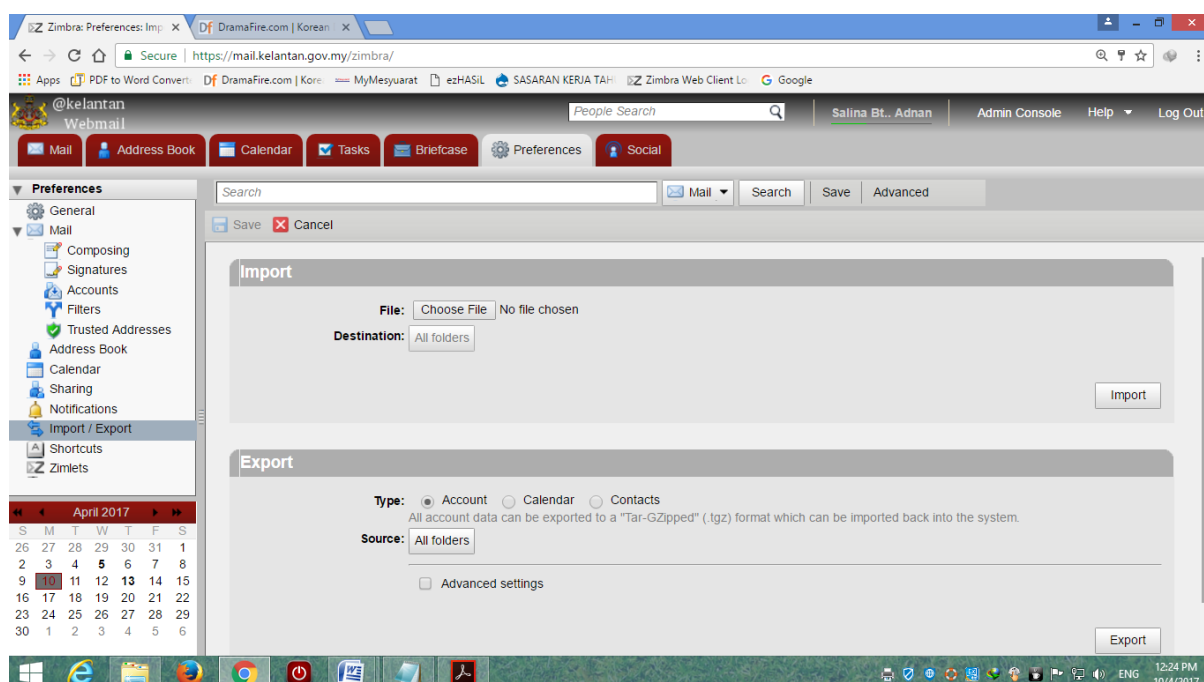 Zimbra: Preferences: Imp
DramaFire.com | Korean
Secure | https://mail.kelantan.gov.my/zimbra/
Apps PDF to Word Convert DramaFire.com | Kore MyMesyuarat ezHASiL SASARAN KERJA TAH Zimbra Web Client Lo Google
@kelantan
Webmail
People Search
Salina Bt.. Adnan Admin Console Help Log Out
Mail Address Book Calendar Tasks Briefcase Preferences Social
Preferences
General
Mail
Composing
Signatures
Accounts
Filters
Trusted Addresses
Address Book
Calendar
Sharing
Notifications
Import / Export
Shortcuts
Zimlets
April 2017
S M T W T F S
26 27 28 29 30 31 1
2 3 4 5 6 7 8
9 10 11 12 13 14 15
16 17 18 19 20 21 22
23 24 25 26 27 28 29
30 1 2 3 4 5 6
Search Mail Search Save Advanced
Save Cancel
Import
File: Choose File No file chosen
Destination: All folders
Import
Export
Type: Account Calendar Contacts
All account data can be exported to a "Tar-GZipped" (.tgz) format which can be imported back into the system.
Source: All folders
Advanced settings
Export
ENG 12:24 PM
10/4/2017